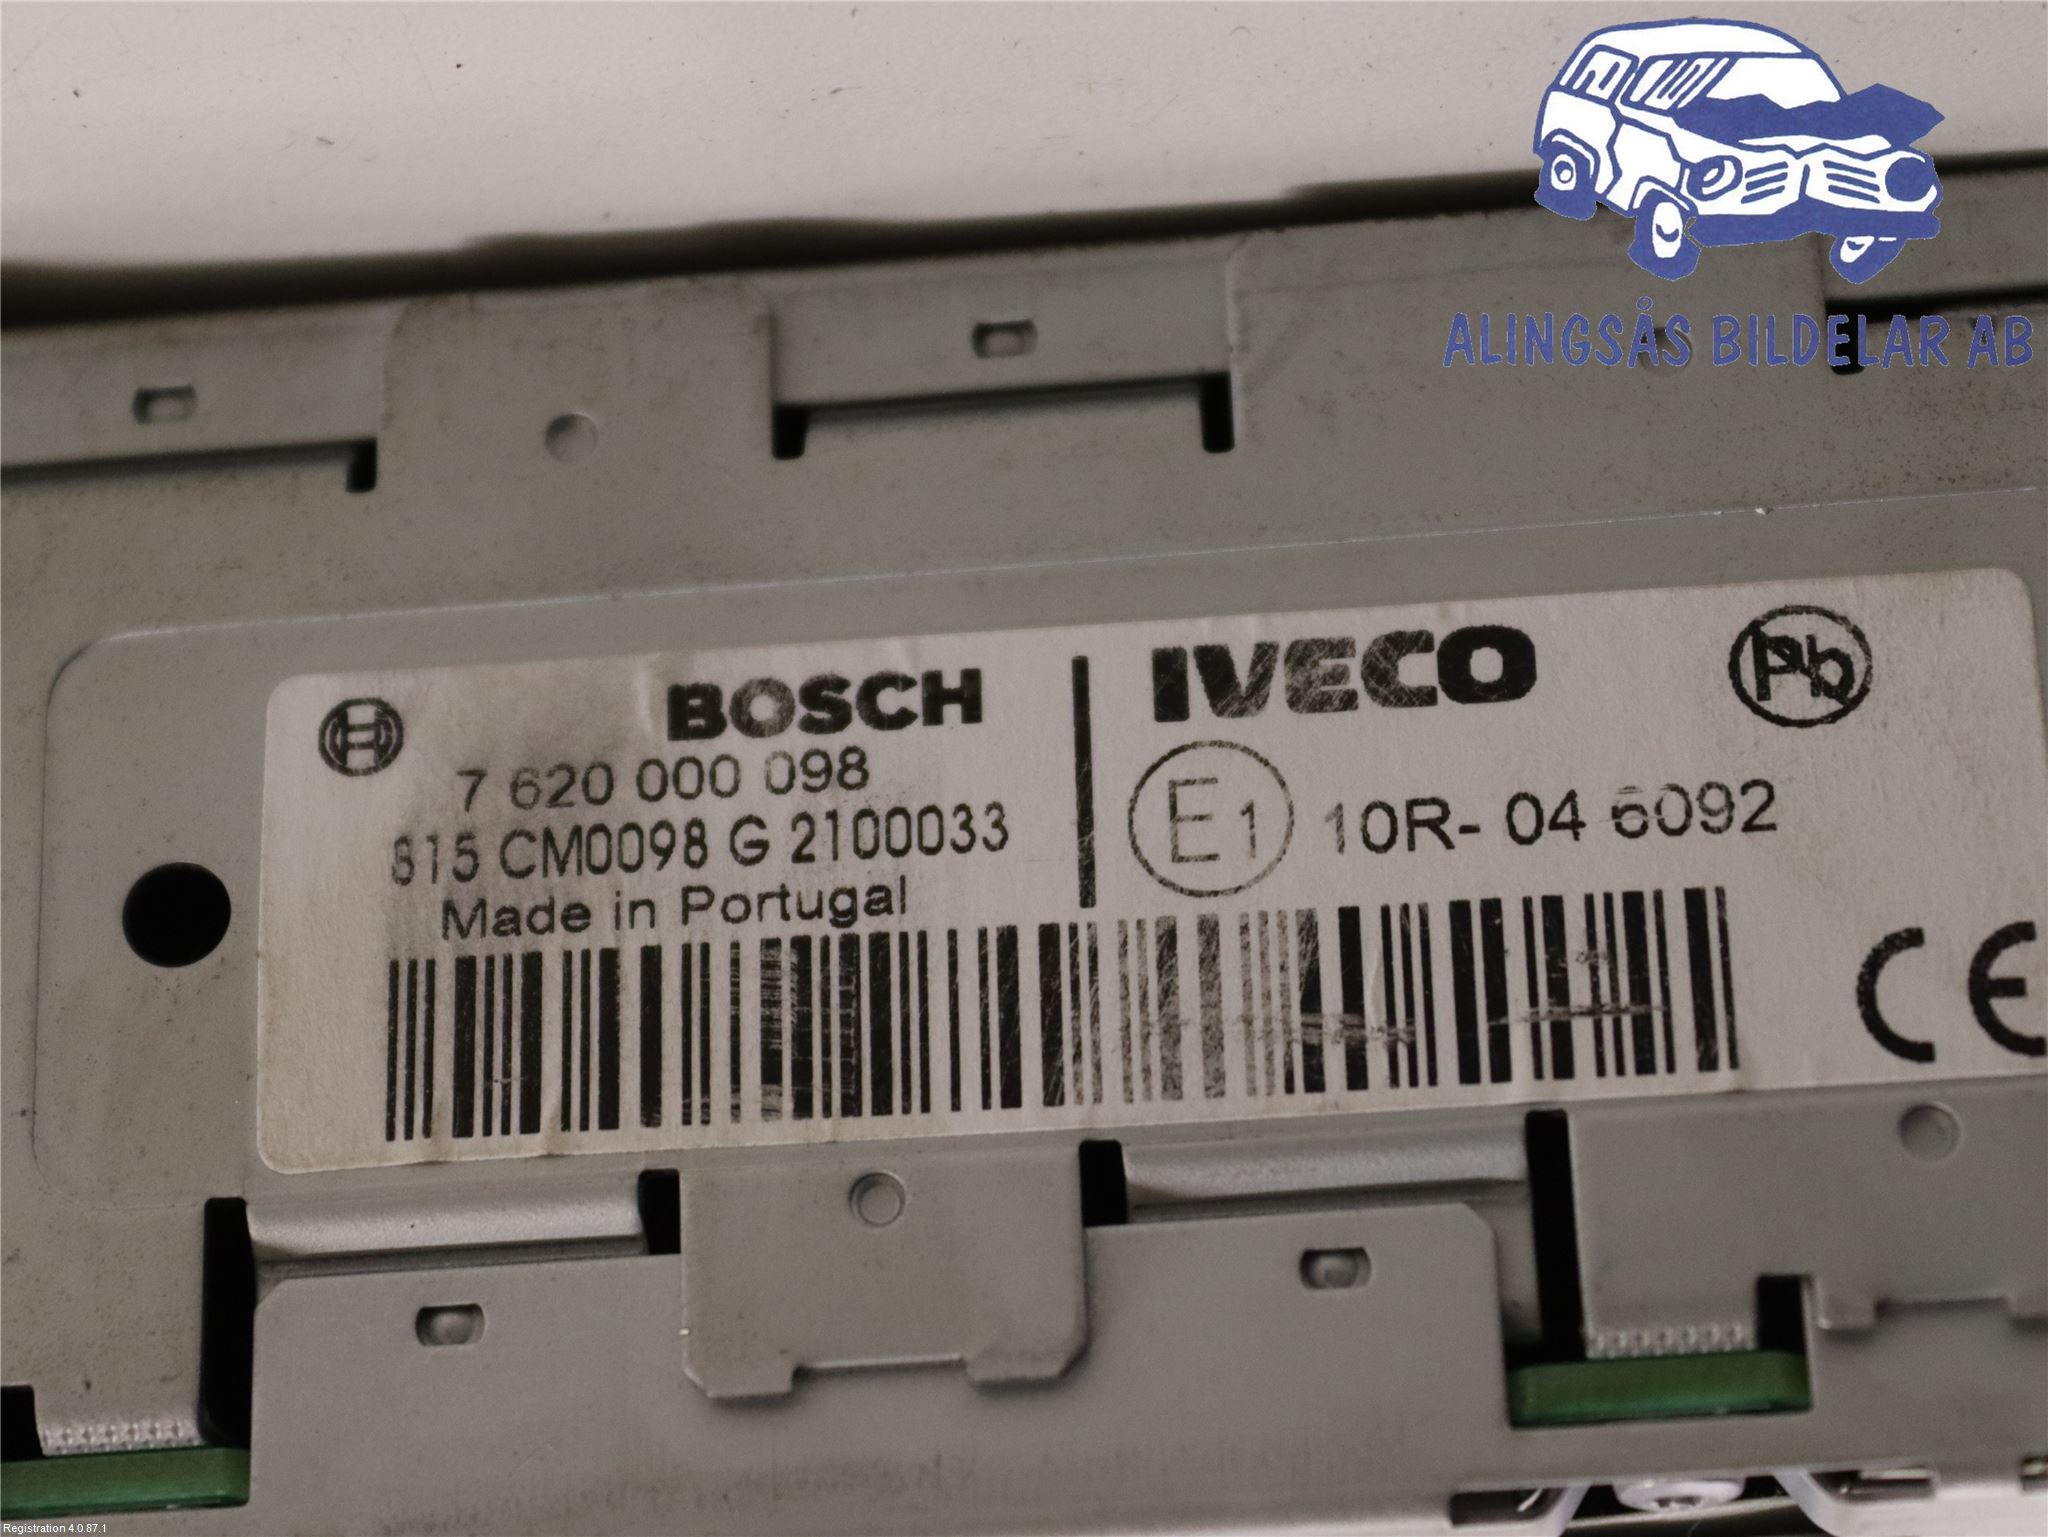 ALINGSÅS BILDELAR AB
BOSCH
7 620 000 098
815 CM0098 G 2100033
Made in Portugal
IVECO
Pb
E1 10R- 04 6092
CE
Registration 4.0.87.1